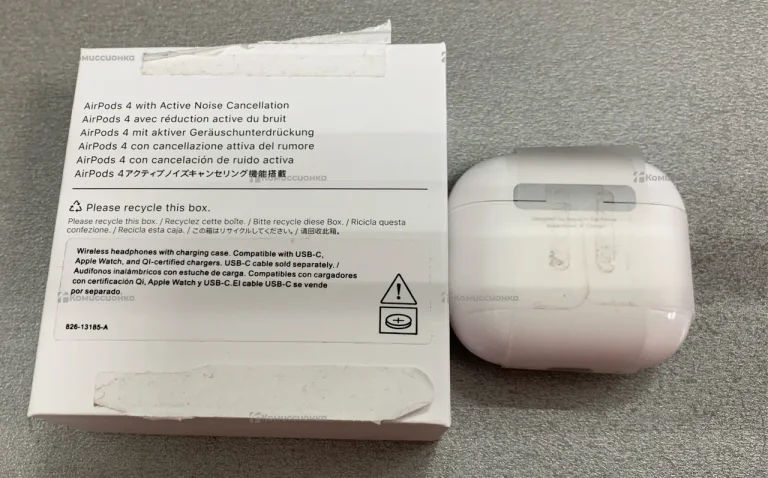 Комиссионка
AirPods 4 with Active Noise Cancellation
AirPods 4 avec réduction active du bruit
AirPods 4 mit aktiver Geräuschunterdrückung
AirPods 4 con cancellazione attiva del rumore
AirPods 4 con cancelación de ruido activa
AirPods 4アクティブノイズキャンセリング機能搭載
Комиссионка
Комиссионка
Please recycle this box.
Please recycle this box. / Recyclez cette boîte. / Bitte recycle diese Box. / Ricicla questa
confezione. / Recicla esta caja. / この箱はリサイクルしてください。/ 请回收此箱。
Wireless headphones with charging case. Compatible with USB-C,
Apple Watch, and QI-certified chargers. USB-C cable sold separately. /
Audífonos inalámbricos con estuche de carga. Compatibles con cargadores
con certificación Qi, Apple Watch y USB-C.El cable USB-C se vende
por separado.
Комиссионка
Комиссионка
826-13185-A
Комиссионка
Комиссионка